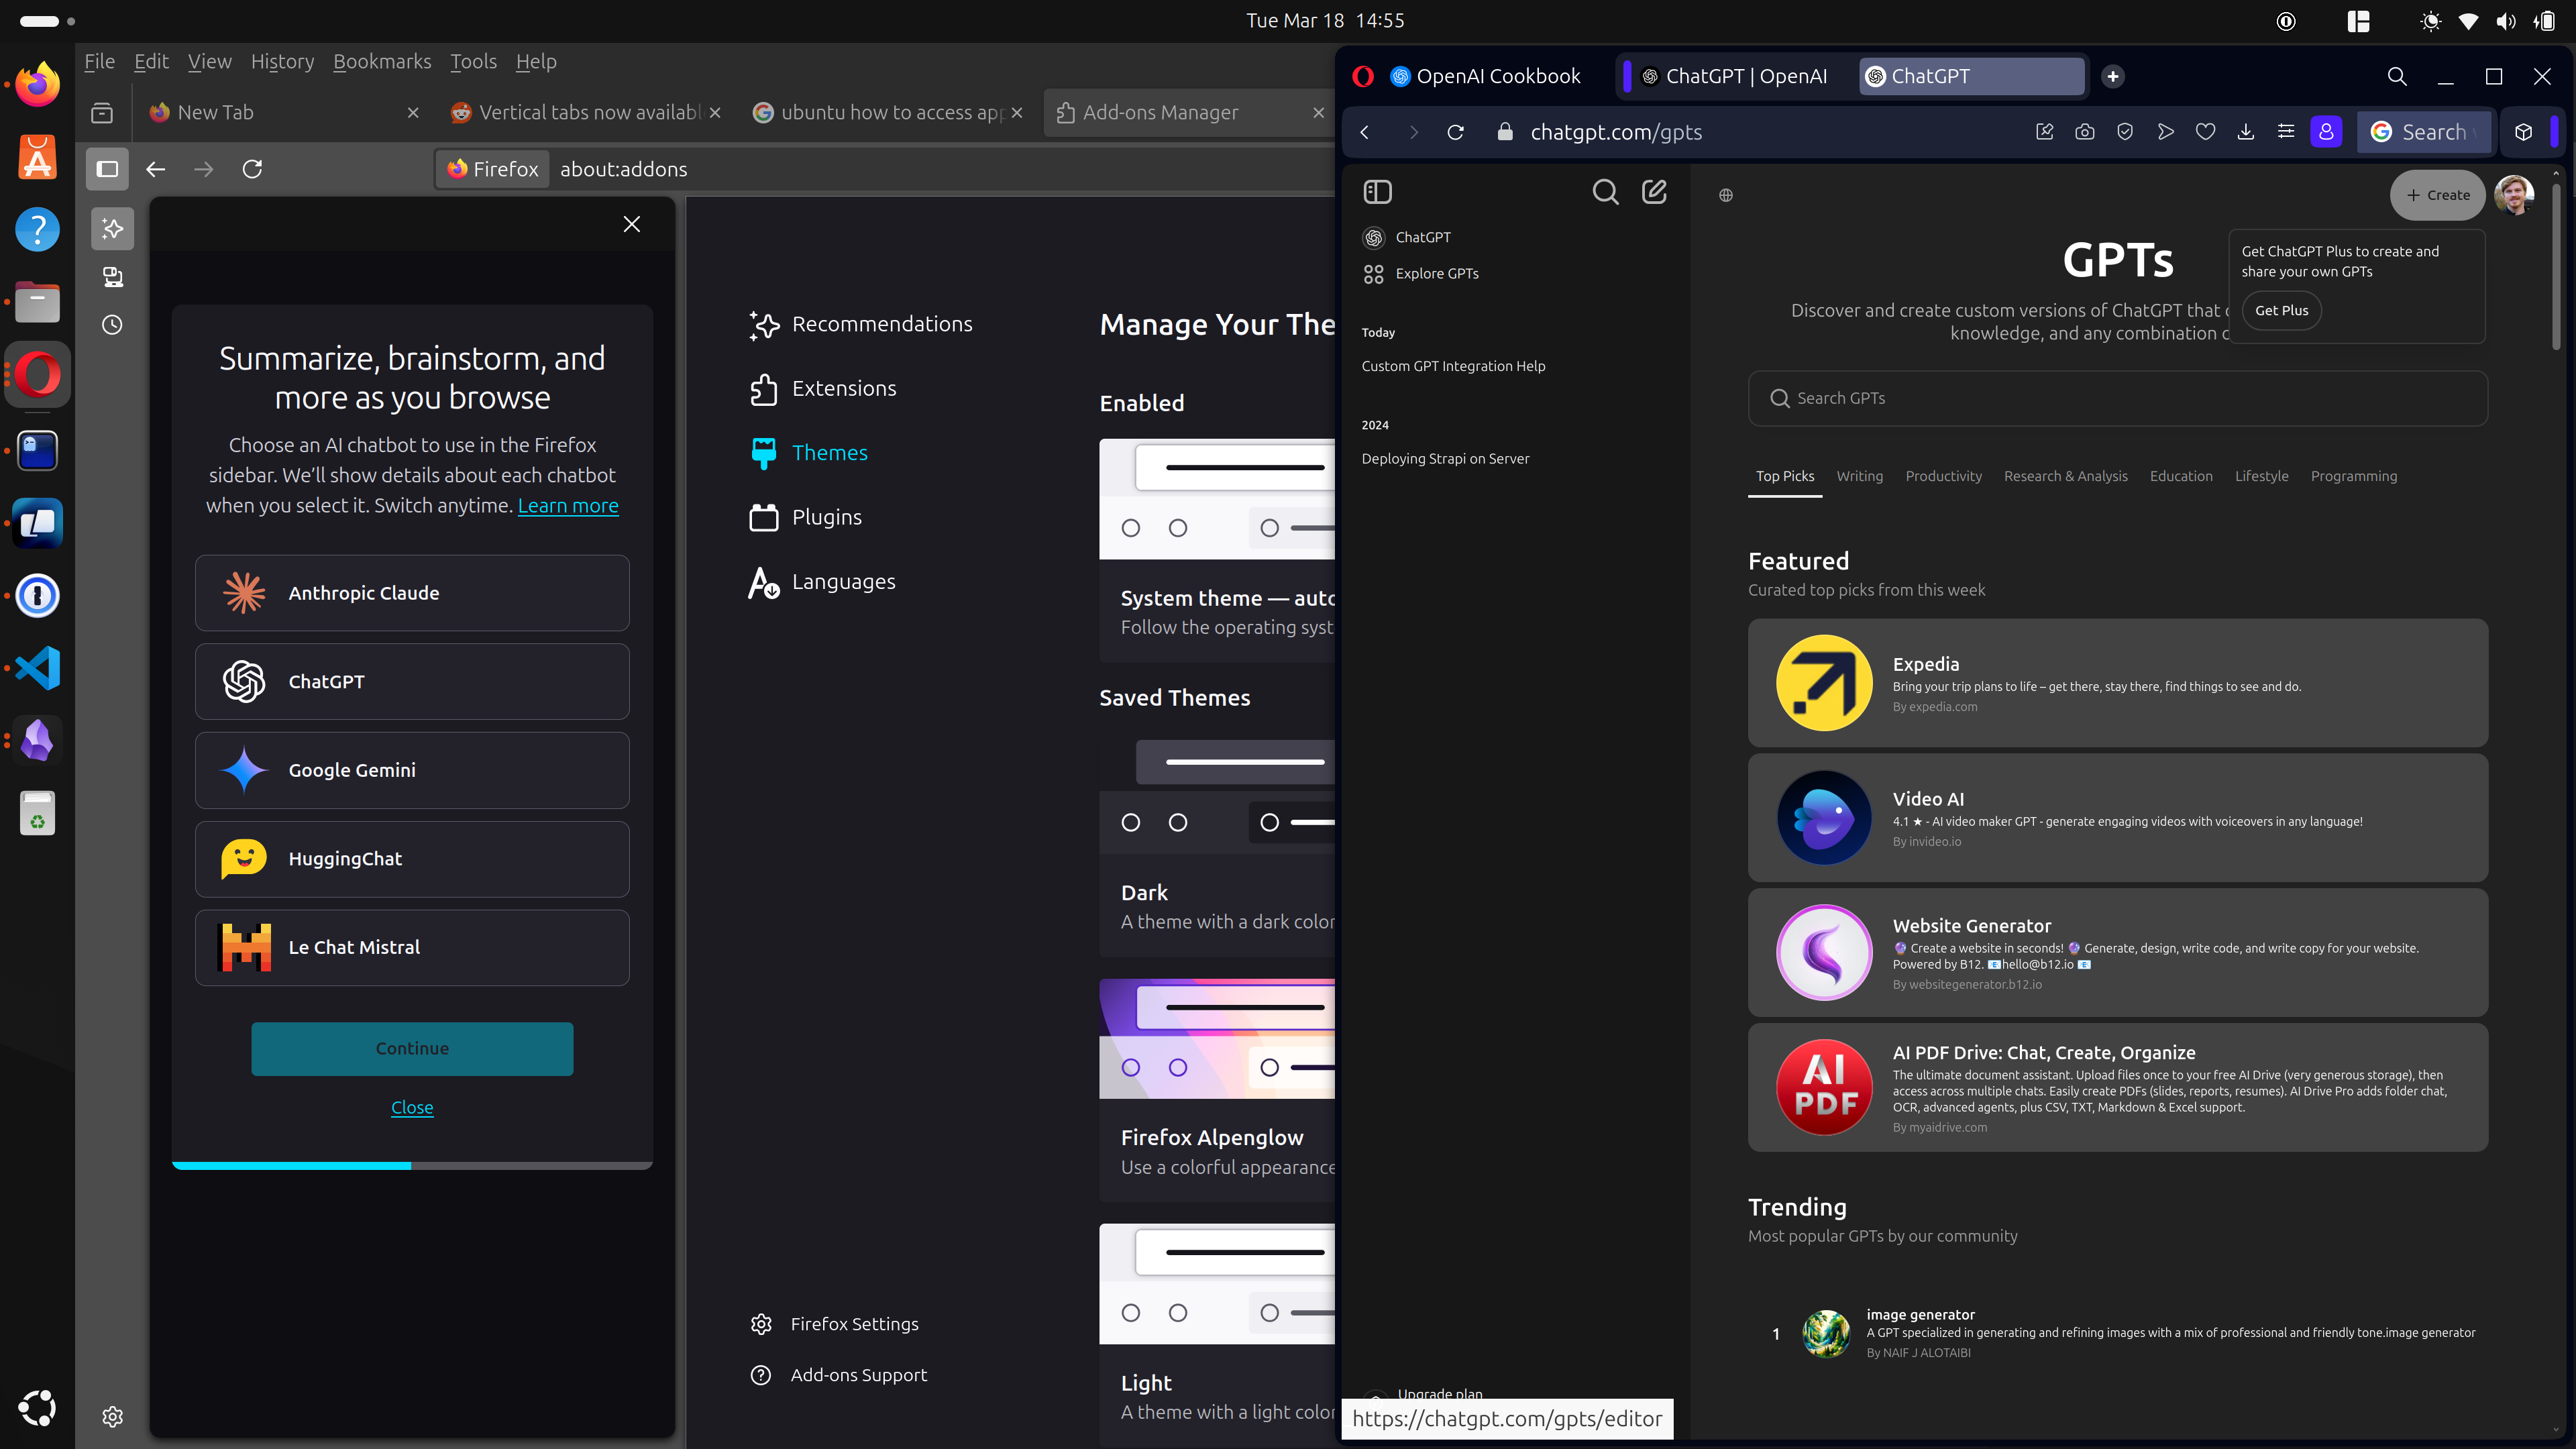 Tue Mar 18 14:55
File Edit View History Bookmarks Tools Help
New Tab
Vertical tabs now availabl
ubuntu how to access app
Add-ons Manager
Firefox
about:addons
Summarize, brainstorm, and
more as you browse
Choose an AI chatbot to use in the Firefox
sidebar. We’ll show details about each chatbot
when you select it. Switch anytime. Learn more
Anthropic Claude
ChatGPT
Google Gemini
HuggingChat
Le Chat Mistral
Continue
Close
Recommendations
Extensions
Themes
Plugins
Languages
Firefox Settings
Add-ons Support
Manage Your The
Enabled
System theme — auto
Follow the operating syst
Saved Themes
Dark
A theme with a dark color
Firefox Alpenglow
Use a colorful appearance
Light
A theme with a light color
OpenAI Cookbook
ChatGPT | OpenAI
ChatGPT
chatgpt.com/gpts
Search
ChatGPT
Explore GPTs
Today
Custom GPT Integration Help
2024
Deploying Strapi on Server
Upgrade plan
https://chatgpt.com/gpts/editor
+ Create
Get ChatGPT Plus to create and
share your own GPTs
Get Plus
GPTs
Discover and create custom versions of ChatGPT that
knowledge, and any combination
Search GPTs
Top Picks Writing Productivity Research & Analysis Education Lifestyle Programming
Featured
Curated top picks from this week
Expedia
Bring your trip plans to life – get there, stay there, find things to see and do.
By expedia.com
Video AI
4.1 ★ - AI video maker GPT - generate engaging videos with voiceovers in any language!
By invideo.io
Website Generator
🔮 Create a website in seconds! 🔮 Generate, design, write code, and write copy for your website.
Powered by B12. 📧hello@b12.io 📧
By websitegenerator.b12.io
AI PDF
AI PDF Drive: Chat, Create, Organize
The ultimate document assistant. Upload files once to your free AI Drive (very generous storage), then
access across multiple chats. Easily create PDFs (slides, reports, resumes). AI Drive Pro adds folder chat,
OCR, advanced agents, plus CSV, TXT, Markdown & Excel support.
By myaidrive.com
Trending
Most popular GPTs by our community
1
image generator
A GPT specialized in generating and refining images with a mix of professional and friendly tone.image generator
By NAIF J ALOTAIBI